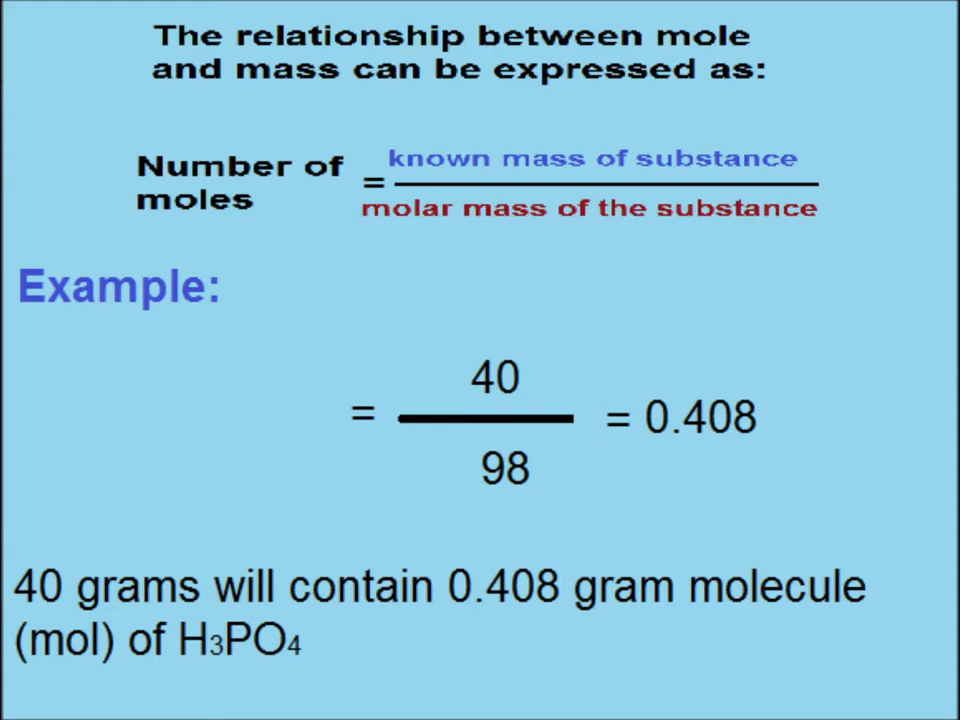 The relationship between mole
and mass can be expressed as:
known mass of substance
Number of
moles
=
molar mass of the substance
Example:
40
= = 0.408
98
40 grams will contain 0.408 gram molecule
(mol) of H3PO4